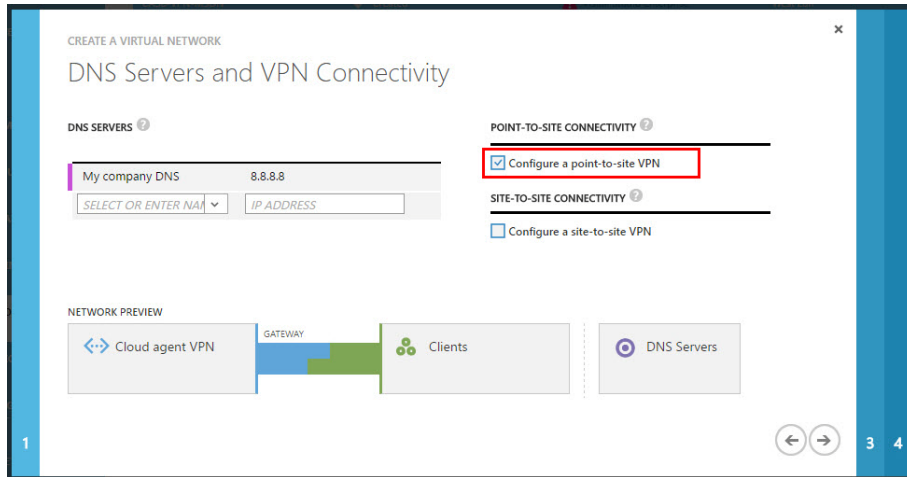 CREATE A VIRTUAL NETWORK
DNS Servers and VPN Connectivity
DNS SERVERS
My company DNS 8.8.8.8
SELECT OR ENTER NAM IP ADDRESS
POINT-TO-SITE CONNECTIVITY
Configure a point-to-site VPN
SITE-TO-SITE CONNECTIVITY
Configure a site-to-site VPN
NETWORK PREVIEW
Cloud agent VPN
GATEWAY
Clients
DNS Servers
1
3 4